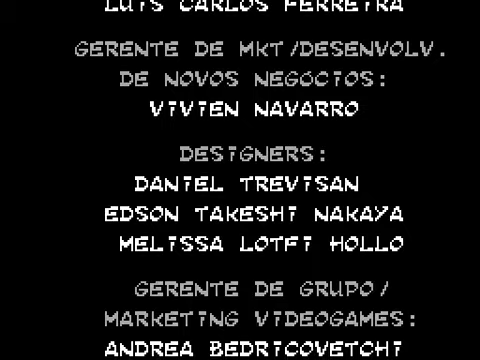 LUIS CARLOS FERREIRA
GERENTE DE MKT/DESENVOLV.
DE NOVOS NEGOCIOS:
VIVIEN NAVARRO
DESIGNERS:
DANIEL TREVISAN
EDSON TAKESHI NAKAYA
MELISSA LOTFI HOLLO
GERENTE DE GRUPO/
MARKETING VIDEOGAMES:
ANDREA BEDRICOVETCHI